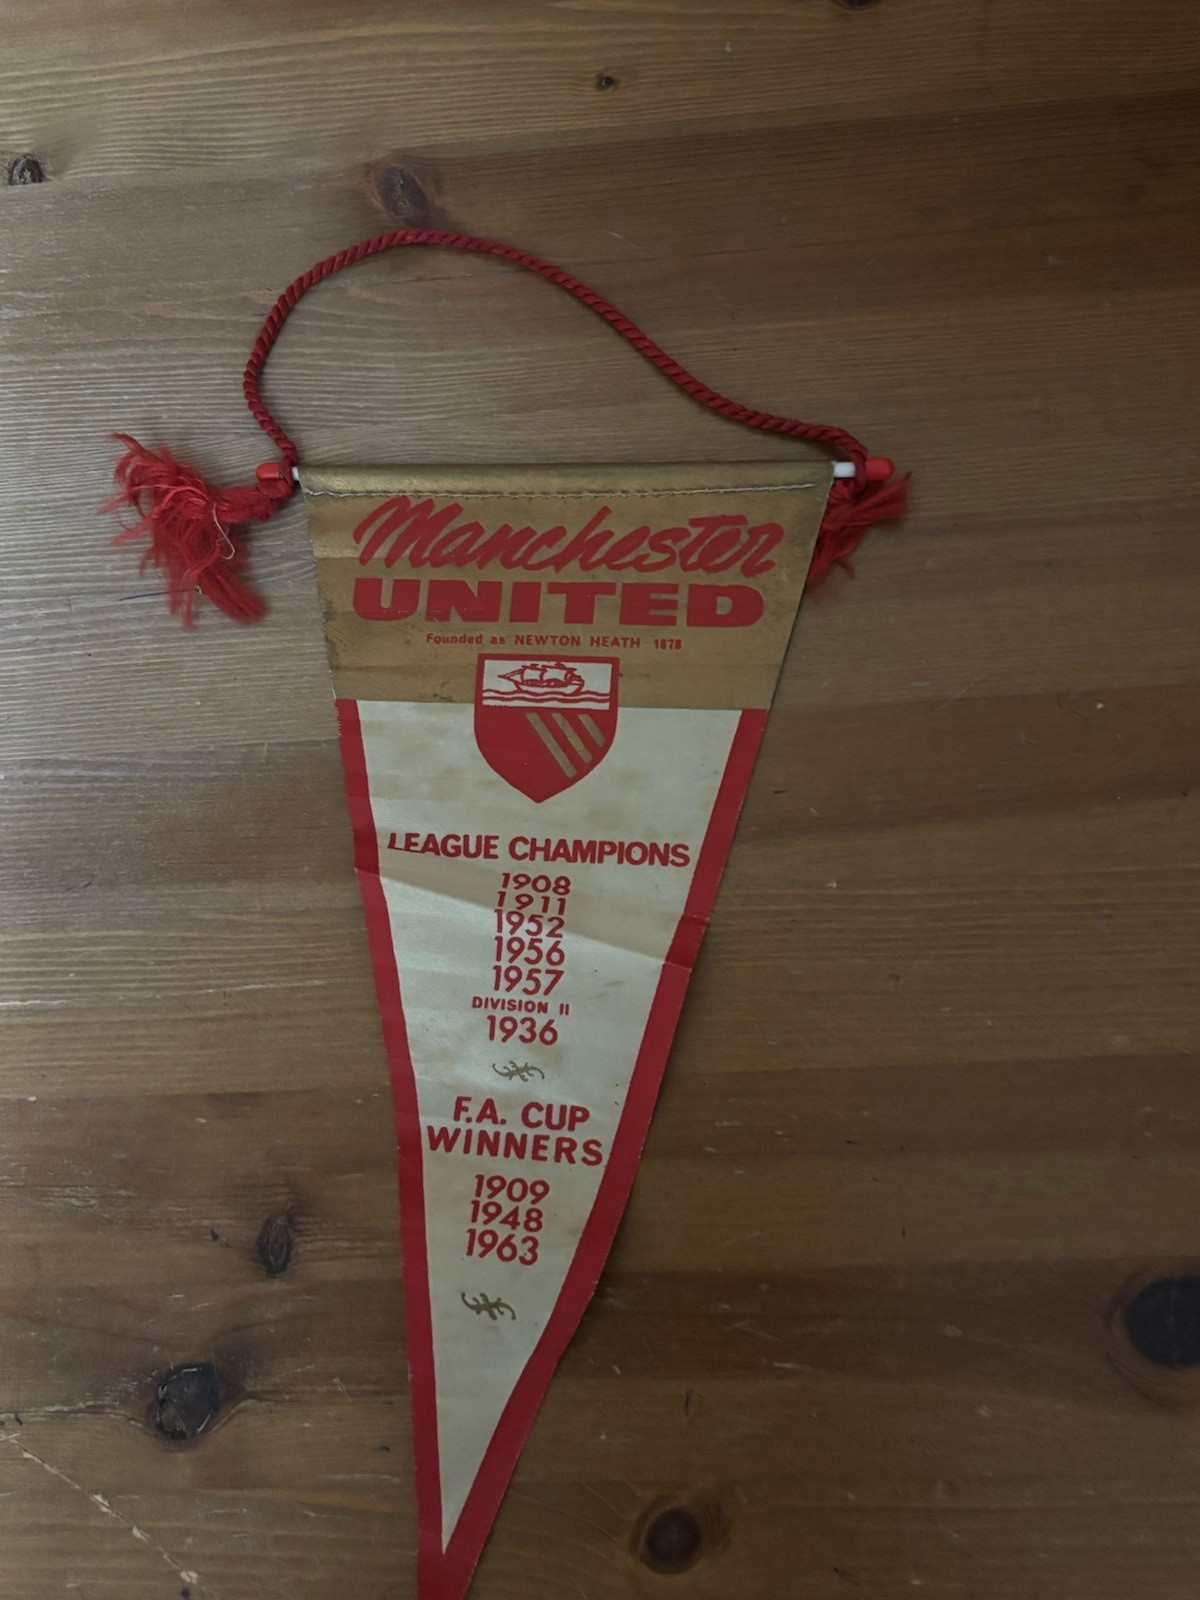 Manchester
UNITED
Founded as NEWTON HEATH 1878
LEAGUE CHAMPIONS
1908
1911
1952
1956
1957
DIVISION II
1936
F.A. CUP
WINNERS
1909
1948
1963